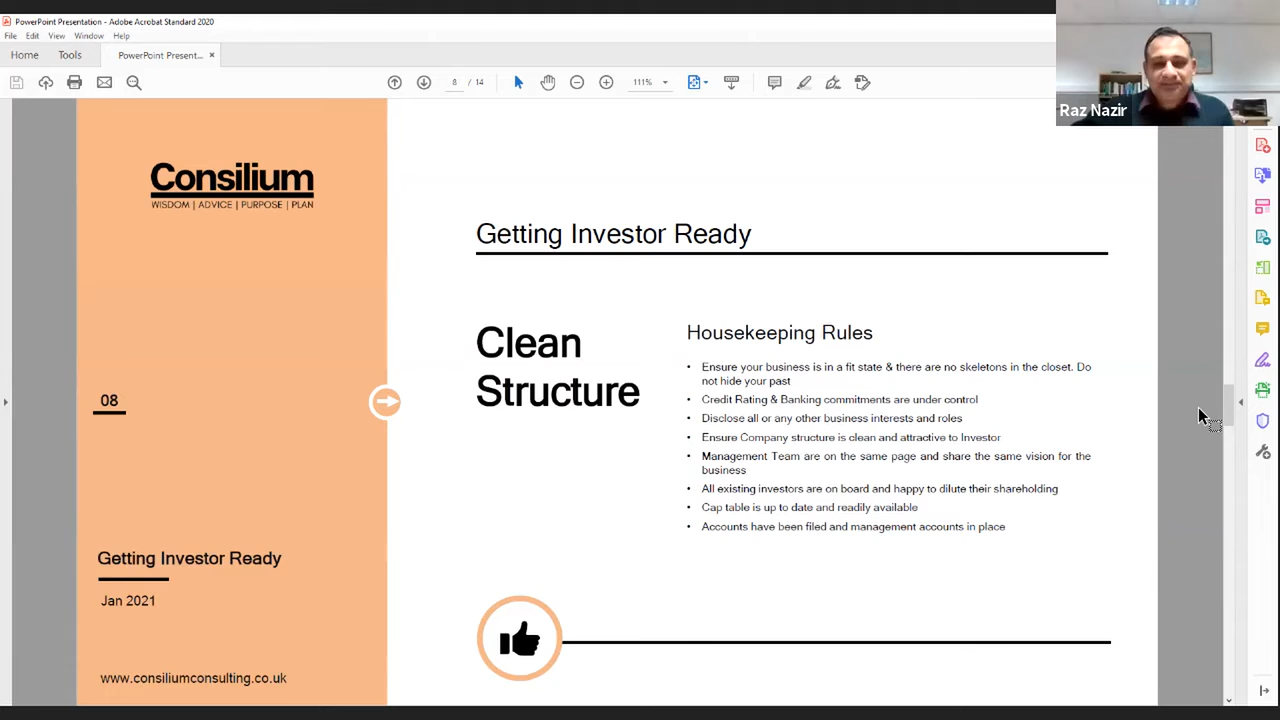 PowerPoint Presentation - Adobe Acrobat Standard 2020
File Edit View Window Help
Home Tools PowerPoint Present... ×
8 / 14 111%
Raz Nazir
Consilium
WISDOM | ADVICE | PURPOSE | PLAN
08
Getting Investor Ready
Jan 2021
www.consiliumconsulting.co.uk
Getting Investor Ready
Clean
Structure
Housekeeping Rules
• Ensure your business is in a fit state & there are no skeletons in the closet. Do
not hide your past
• Credit Rating & Banking commitments are under control
• Disclose all or any other business interests and roles
• Ensure Company structure is clean and attractive to Investor
• Management Team are on the same page and share the same vision for the
business
• All existing investors are on board and happy to dilute their shareholding
• Cap table is up to date and readily available
• Accounts have been filed and management accounts in place